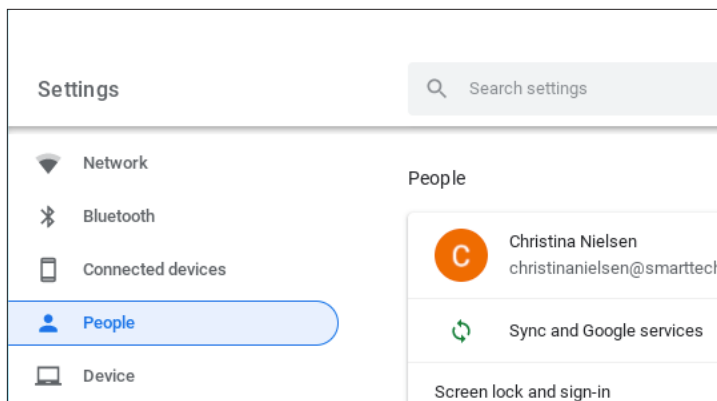 Settings
Search settings
Network
Bluetooth
Connected devices
People
Device
People
C
Christina Nielsen
christinanielsen@smarttech
Sync and Google services
Screen lock and sign-in